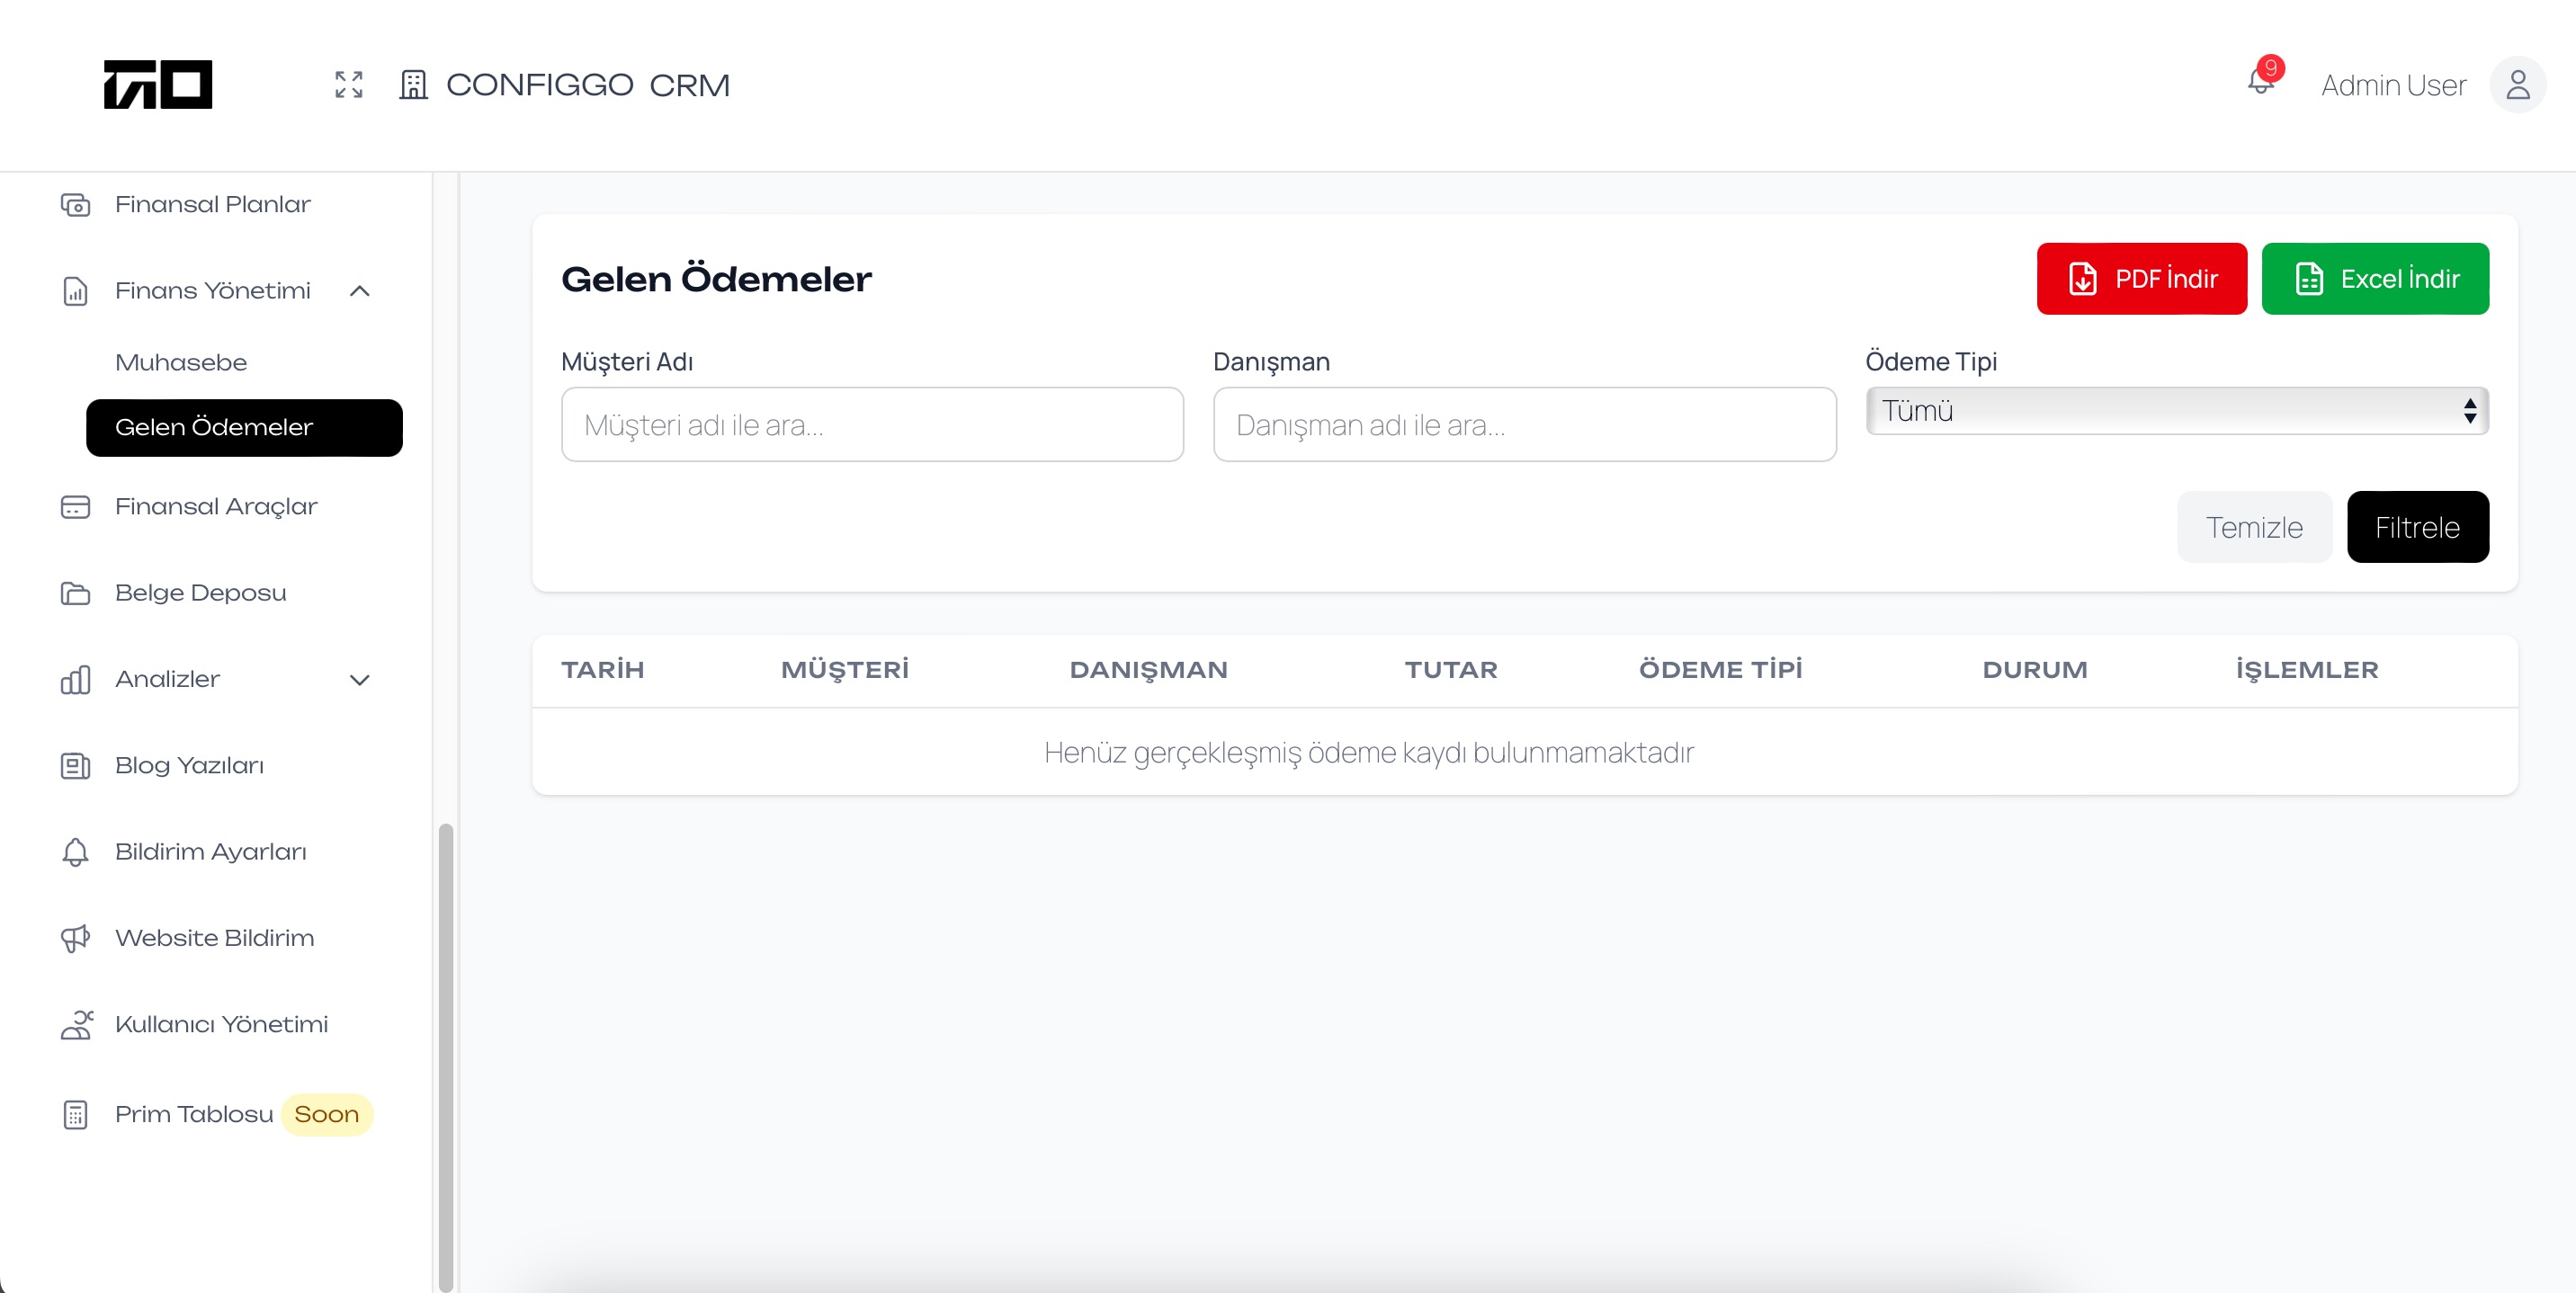 CONFIGGO CRM
9
Admin User
Finansal Planlar
Finans Yönetimi
Muhasebe
Gelen Ödemeler
Finansal Araçlar
Belge Deposu
Analizler
Blog Yazıları
Bildirim Ayarları
Website Bildirim
Kullanıcı Yönetimi
Prim Tablosu Soon
Gelen Ödemeler
PDF İndir
Excel İndir
Müşteri Adı
Danışman
Ödeme Tipi
Müşteri adı ile ara...
Danışman adı ile ara...
Tümü
Temizle
Filtrele
TARİH MÜŞTERİ DANIŞMAN TUTAR ÖDEME TİPİ DURUM İŞLEMLER
Henüz gerçekleşmiş ödeme kaydı bulunmamaktadır